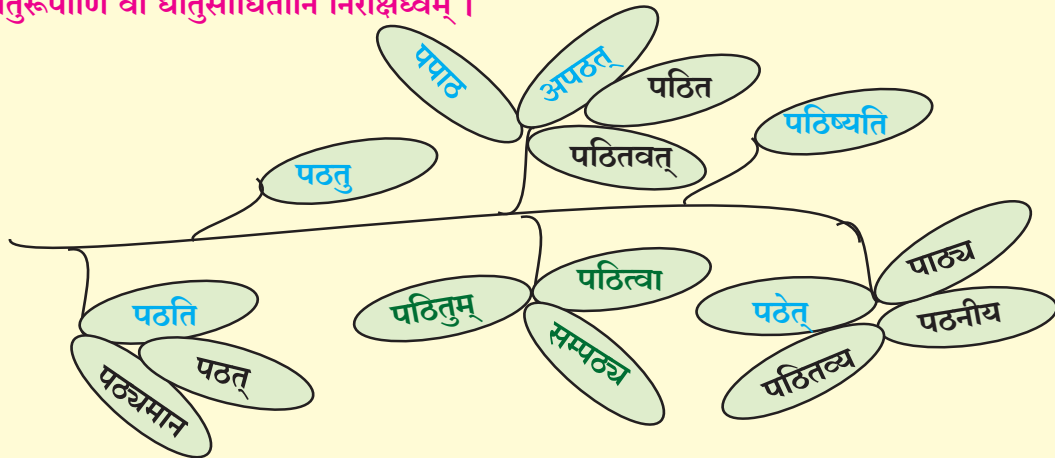 धातुरूपाणि वा धातुसाधितानि निरीक्षध्वम् ।
पपाठ
अपठत्
पठित
पठितवत्
पठिष्यति
पठतु
पठति
पठत्
पठ्यमान
पठितुम्
पठित्वा
सम्पठ्य
पठेत्
पाठ्य
पठनीय
पठितव्य